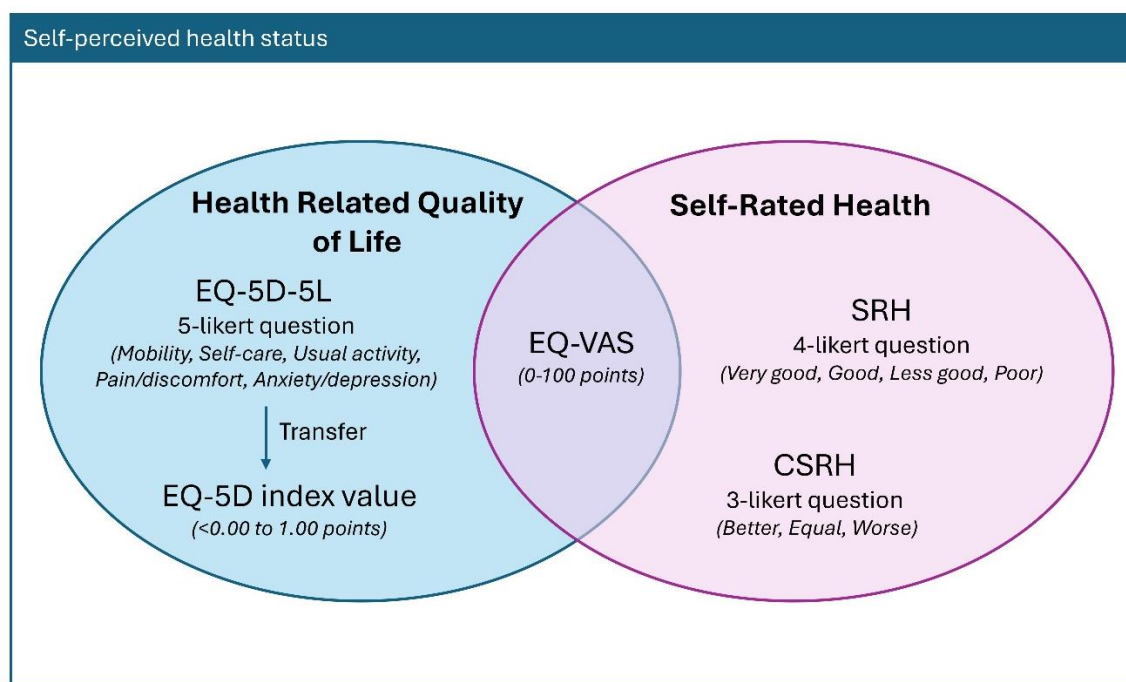 Self-perceived health status
Health Related Quality
of Life
EQ-5D-5L
5-likert question
(Mobility, Self-care, Usual activity,
Pain/discomfort, Anxiety/depression)
Transfer
EQ-5D index value
(<0.00 to 1.00 points)
EQ-VAS
(0-100 points)
Self-Rated Health
SRH
4-likert question
(Very good, Good, Less good, Poor)
CSRH
3-likert question
(Better, Equal, Worse)